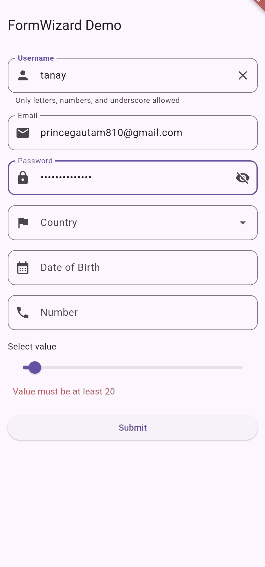 FormWizard Demo
Username
tanay
Only letters, numbers, and underscore allowed
Email
princegautam810@gmail.com
Password
••••••••••••••
Country
Date of Birth
Number
Select value
Value must be at least 20
Submit